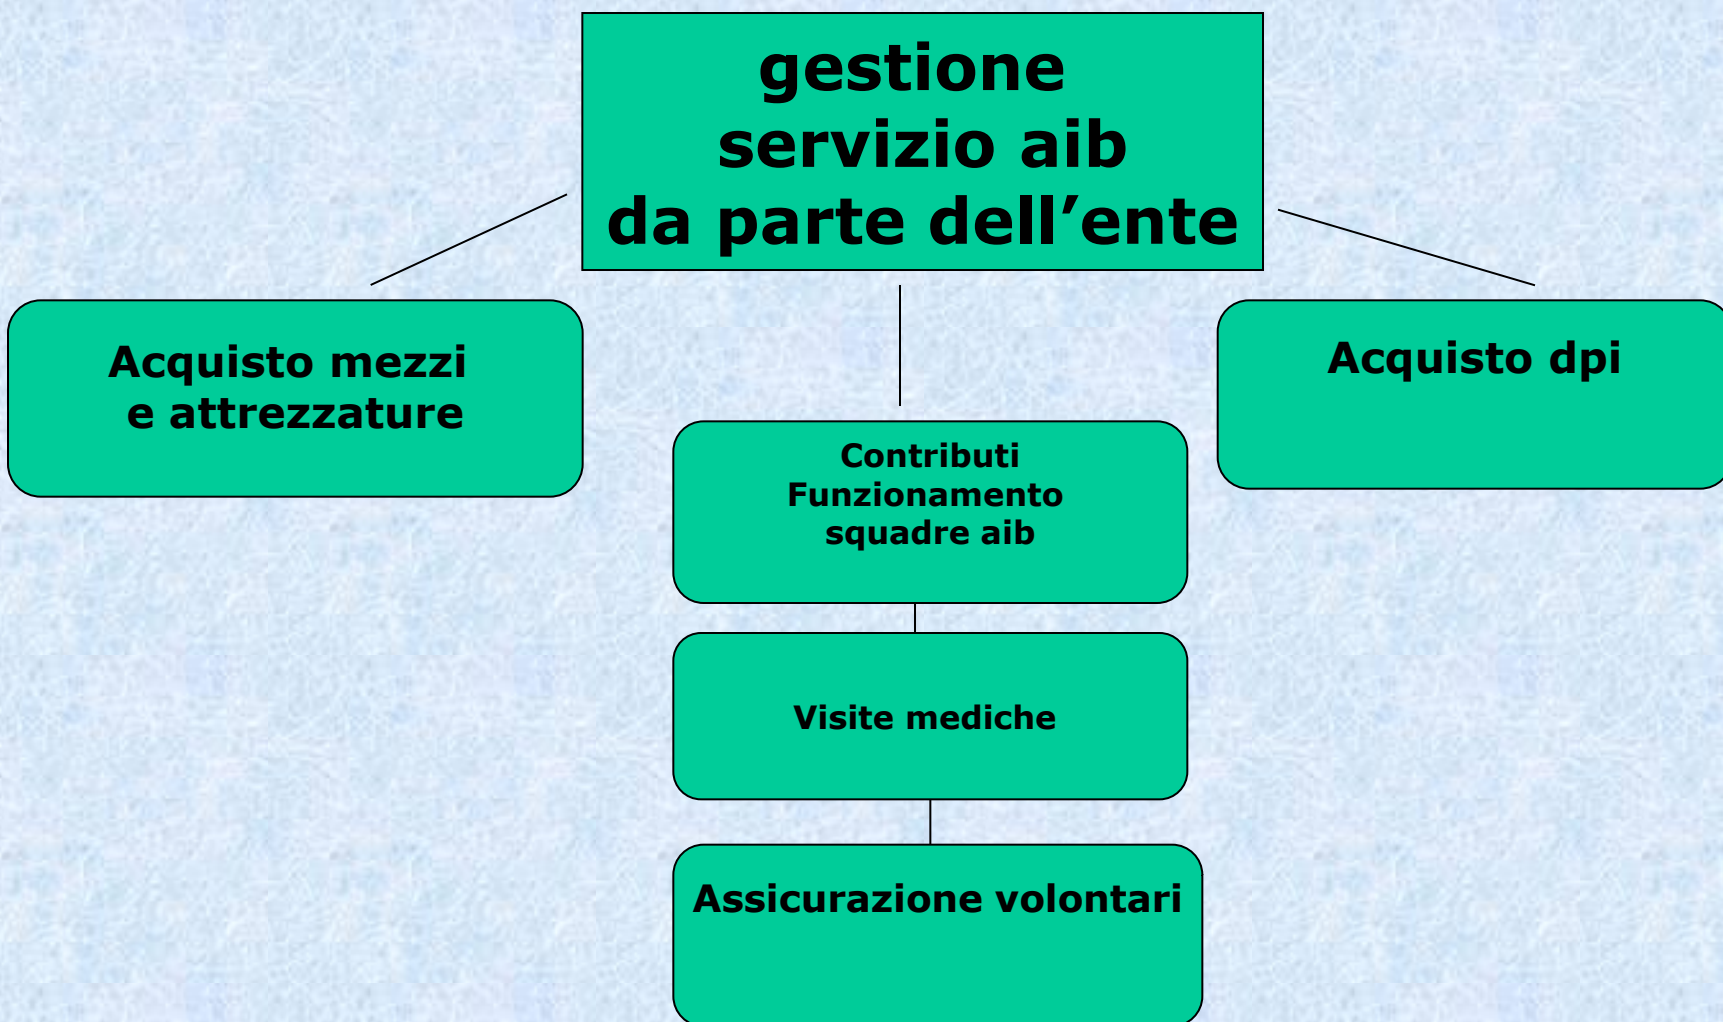 gestione
servizio aib
da parte dell’ente
Acquisto mezzi
e attrezzature
Acquisto dpi
Contributi
Funzionamento
squadre aib
Visite mediche
Assicurazione volontari